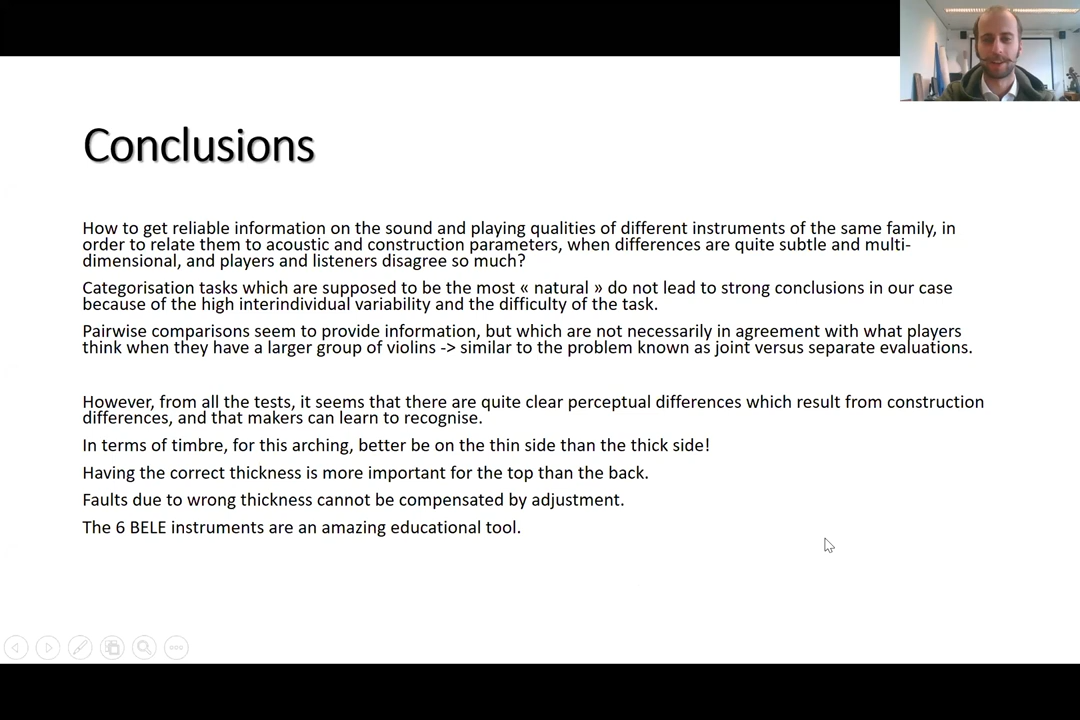 Conclusions
How to get reliable information on the sound and playing qualities of different instruments of the same family, in
order to relate them to acoustic and construction parameters, when differences are quite subtle and multi-
dimensional, and players and listeners disagree so much?
Categorisation tasks which are supposed to be the most « natural » do not lead to strong conclusions in our case
because of the high interindividual variability and the difficulty of the task.
Pairwise comparisons seem to provide information, but which are not necessarily in agreement with what players
think when they have a larger group of violins -> similar to the problem known as joint versus separate evaluations.
However, from all the tests, it seems that there are quite clear perceptual differences which result from construction
differences, and that makers can learn to recognise.
In terms of timbre, for this arching, better be on the thin side than the thick side!
Having the correct thickness is more important for the top than the back.
Faults due to wrong thickness cannot be compensated by adjustment.
The 6 BELE instruments are an amazing educational tool.